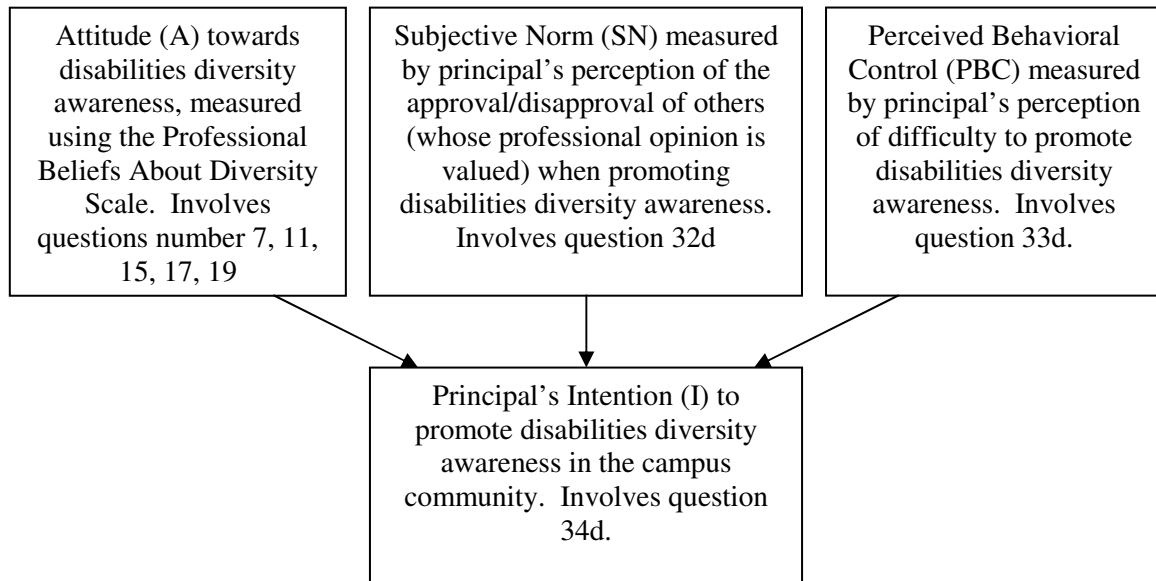 Attitude (A) towards
disabilities diversity
awareness, measured
using the Professional
Beliefs About Diversity
Scale.  Involves
questions number 7, 11,
15, 17, 19
Subjective Norm (SN) measured
by principal’s perception of the
approval/disapproval of others
(whose professional opinion is
valued) when promoting
disabilities diversity awareness.
Involves question 32d
Perceived Behavioral
Control (PBC) measured
by principal’s perception
of difficulty to promote
disabilities diversity
awareness.  Involves
question 33d.
Principal’s Intention (I) to
promote disabilities diversity
awareness in the campus
community.  Involves question
34d.